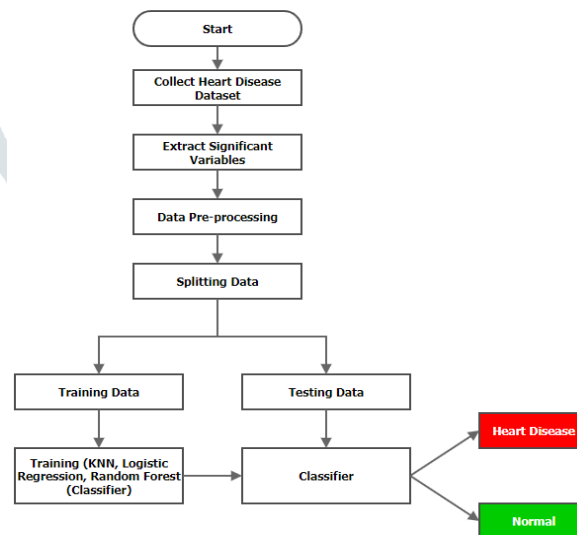 Start
Collect Heart Disease
Dataset
Extract Significant
Variables
Data Pre-processing
Splitting Data
Training Data
Testing Data
Training (KNN, Logistic
Regression, Random Forest
(Classifier)
Classifier
Heart Disease
Normal